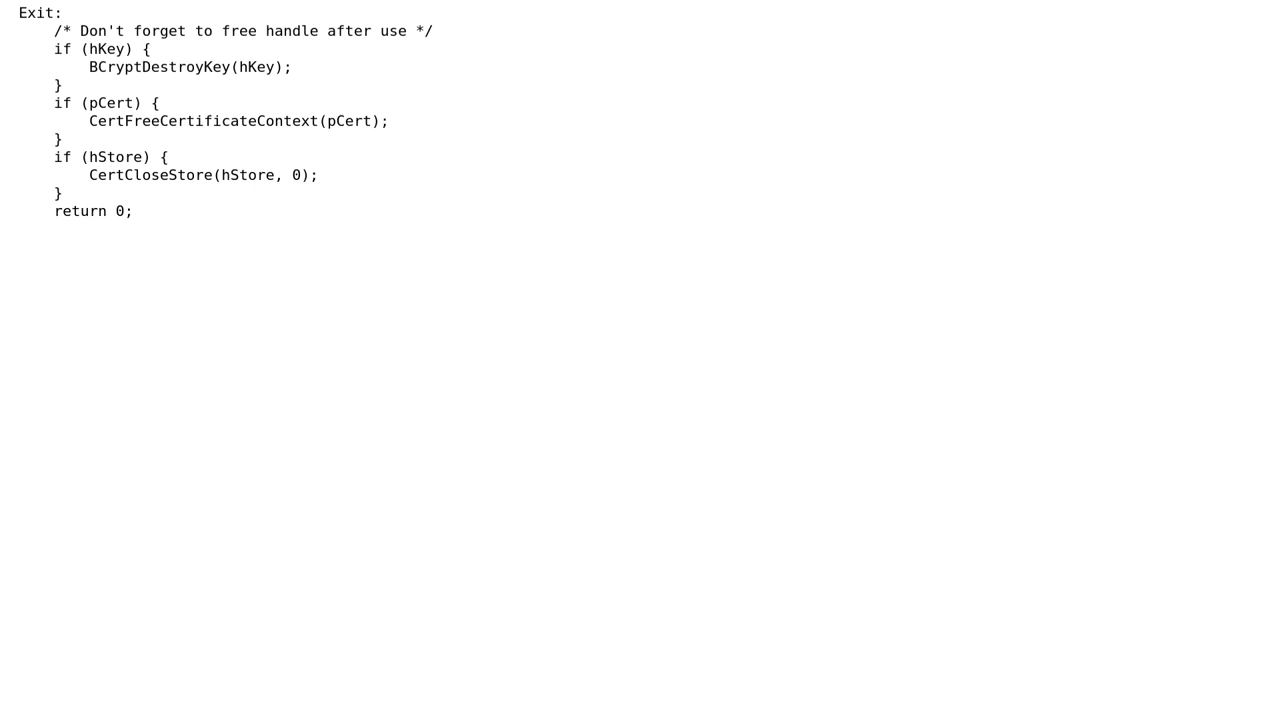 Exit:
    /* Don't forget to free handle after use */
    if (hKey) {
        BCryptDestroyKey(hKey);
    }
    if (pCert) {
        CertFreeCertificateContext(pCert);
    }
    if (hStore) {
        CertCloseStore(hStore, 0);
    }
    return 0;